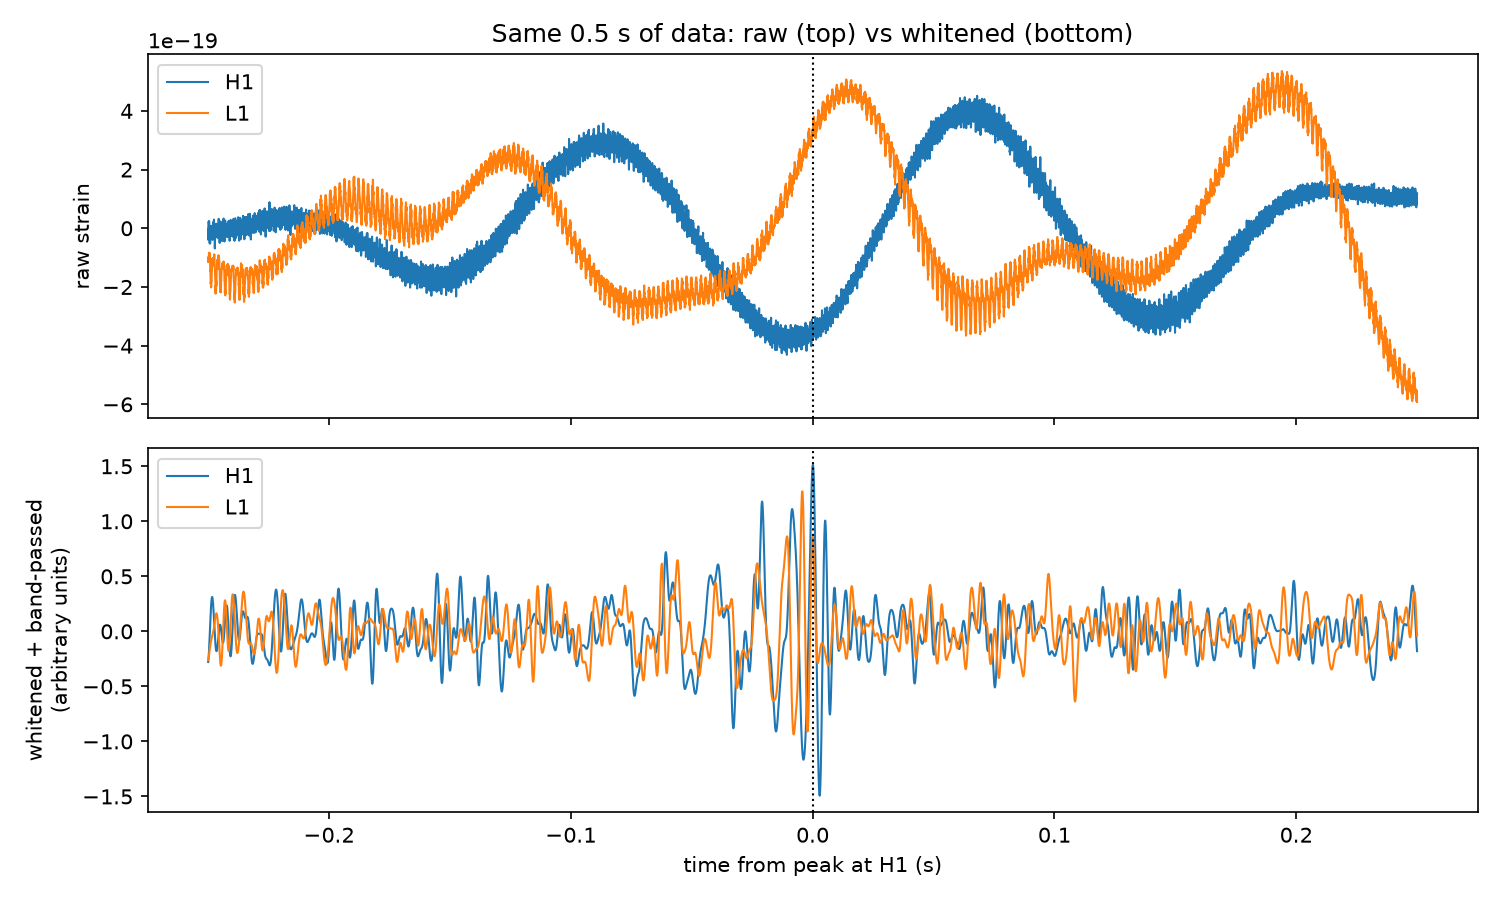 Same 0.5 s of data: raw (top) vs whitened (bottom)
1e−19
H1
L1
raw strain
4
2
0
−2
−4
−6
H1
L1
whitened + band-passed
(arbitrary units)
1.5
1.0
0.5
0.0
−0.5
−1.0
−1.5
−0.2
−0.1
0.0
0.1
0.2
time from peak at H1 (s)